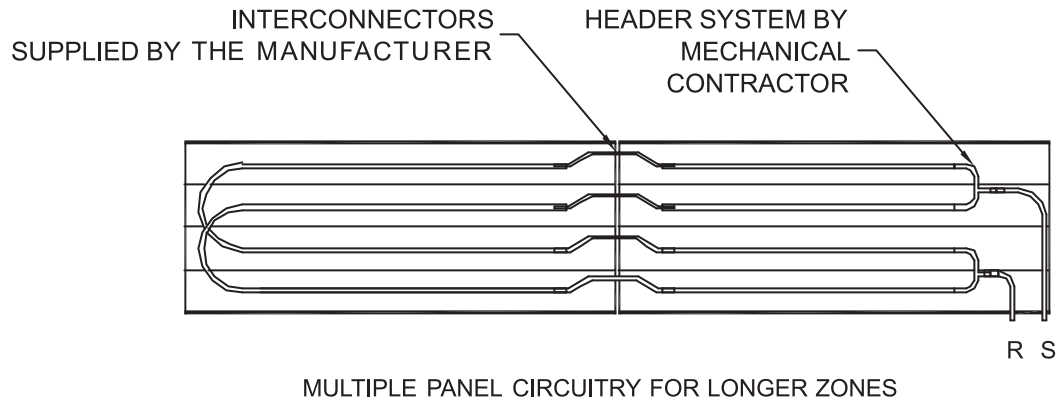 INTERCONNECTORS
SUPPLIED BY THE MANUFACTURER
HEADER SYSTEM BY
MECHANICAL
CONTRACTOR
R S
MULTIPLE PANEL CIRCUITRY FOR LONGER ZONES